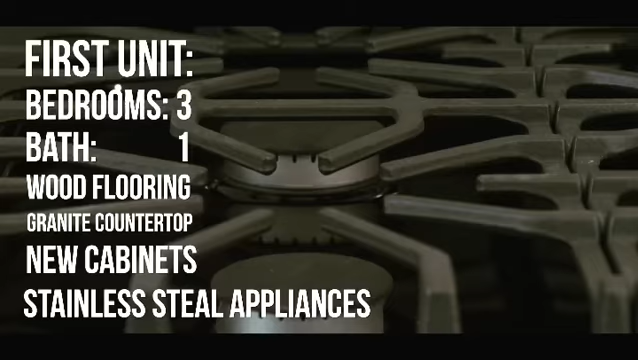 FIRST UNIT:
BEDROOMS: 3
BATH: 1
WOOD FLOORING
GRANITE COUNTERTOP
NEW CABINETS
STAINLESS STEAL APPLIANCES